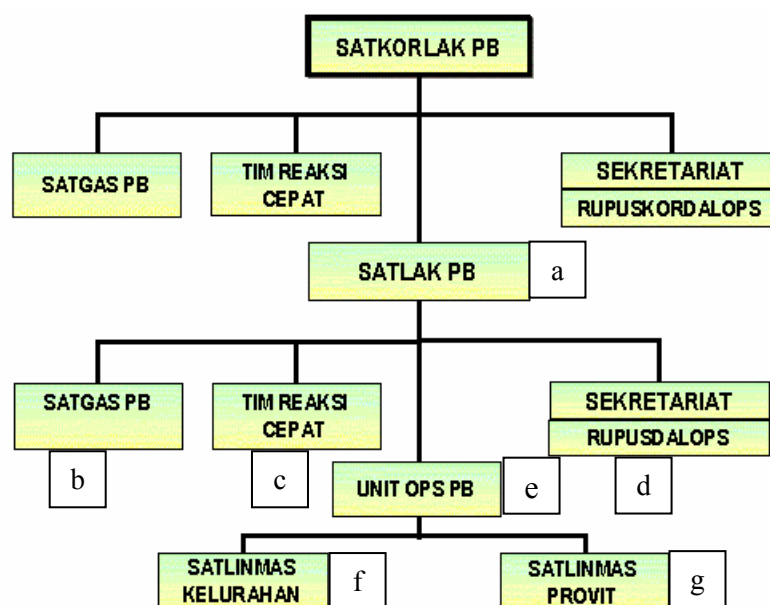 SATKORLAK PB
SATGAS PB
TIM REAKSI
CEPAT
SEKRETARIAT
RUPUSKORDALOPS
SATLAK PB
a
SATGAS PB
TIM REAKSI
CEPAT
SEKRETARIAT
RUPUSDALOPS
b
c
UNIT OPS PB
e
d
SATLINMAS
KELURAHAN
f
SATLINMAS
PROVIT
g